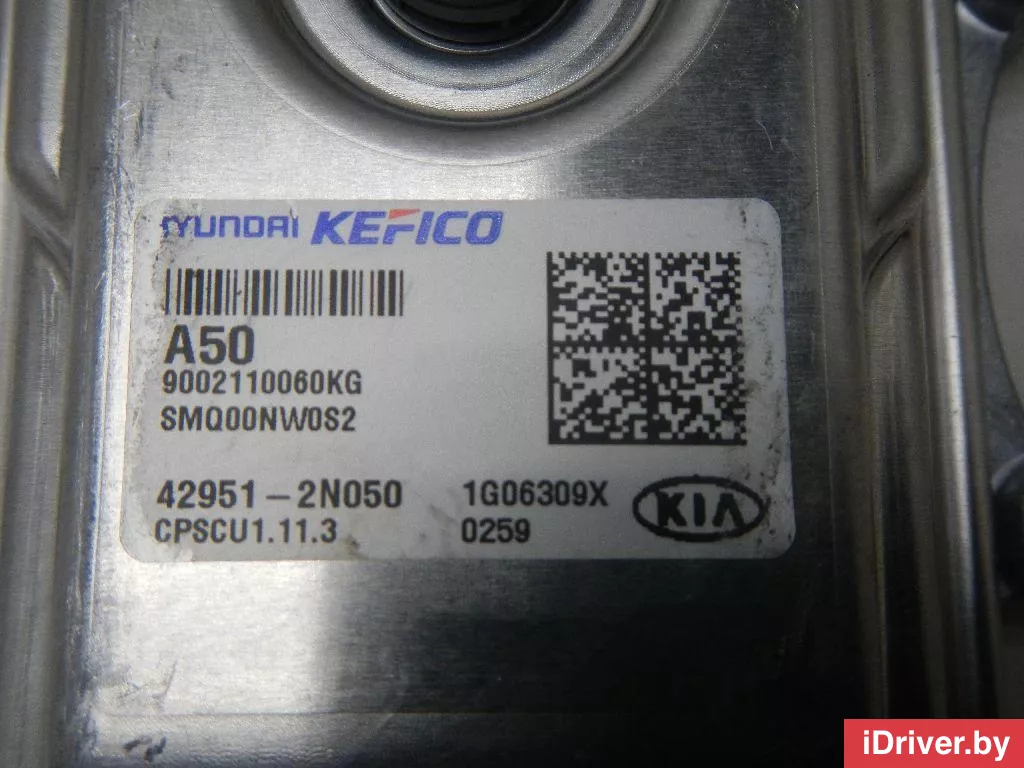 HYUNDAI KEFICO
A50
9002110060KG
SMQ00NW0S2
42951-2N050 1G06309X KIA
CPSCU1.11.3 0259
iDriver.by